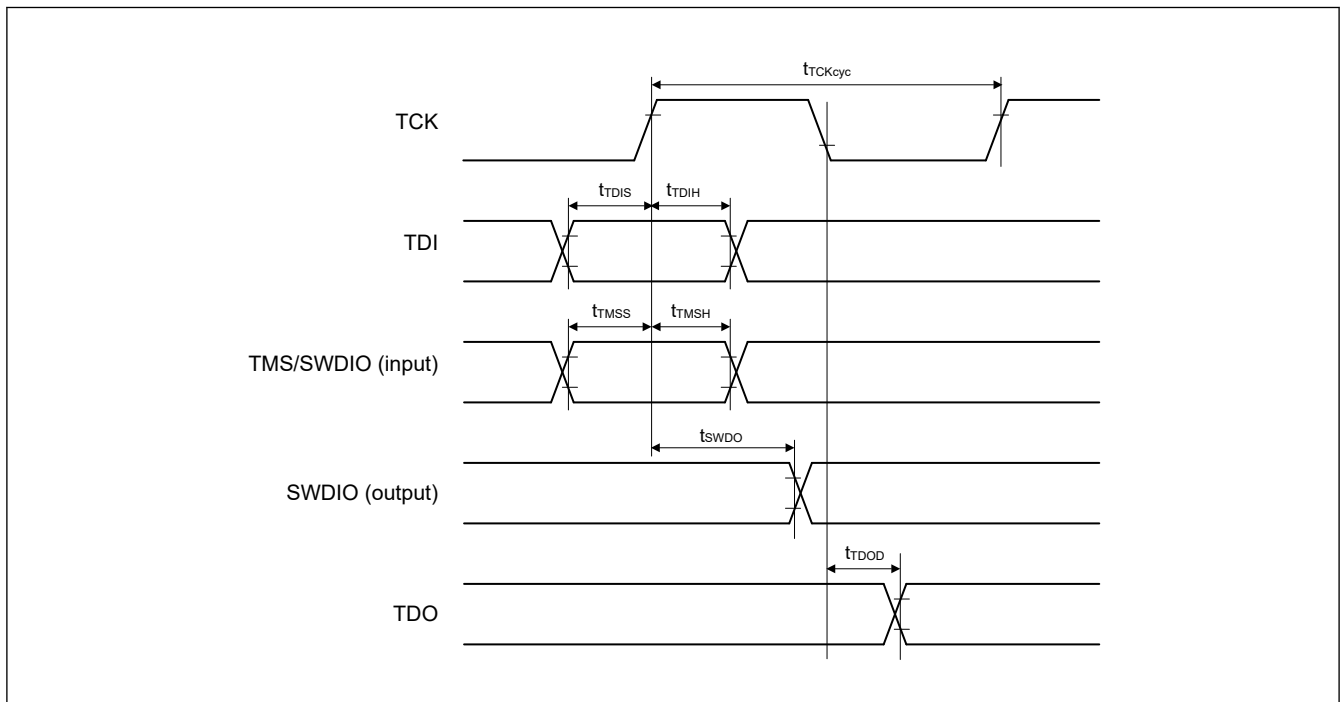 tTCKcyc
TCK
tTDIS tTDIH
TDI
tTMSS tTMSH
TMS/SWDIO (input)
tSWDO
SWDIO (output)
tTDOD
TDO